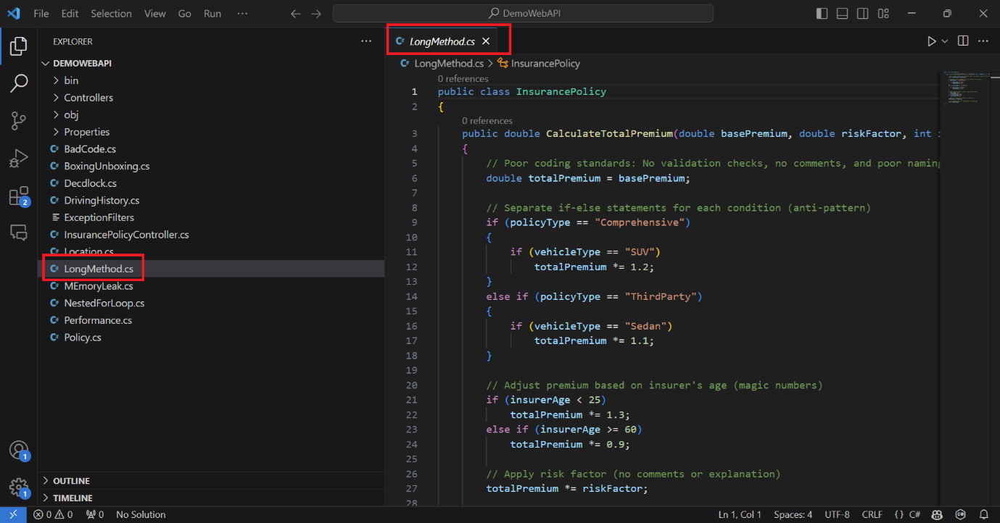 File Edit Selection View Go Run ··· ← → DemoWebAPI
EXPLORER ···
DEMOWEBAPI
bin
Controllers
obj
Properties
BadCode.cs
BoxingUnboxing.cs
Decdlock.cs
DrivingHistory.cs
ExceptionFilters
InsurancePolicyController.cs
Location.cs
LongMethod.cs
MEmoryLeak.cs
NestedForLoop.cs
Performance.cs
Policy.cs
OUTLINE
TIMELINE
2
1
1
LongMethod.cs
LongMethod.cs > InsurancePolicy
0 references
1 public class InsurancePolicy
2 {
0 references
3 public double CalculateTotalPremium(double basePremium, double riskFactor, int
4 {
5 // Poor coding standards: No validation checks, no comments, and poor naming
6 double totalPremium = basePremium;
7
8 // Separate if-else statements for each condition (anti-pattern)
9 if (policyType == "Comprehensive")
10 {
11 if (vehicleType == "SUV")
12 totalPremium *= 1.2;
13 }
14 else if (policyType == "ThirdParty")
15 {
16 if (vehicleType == "Sedan")
17 totalPremium *= 1.1;
18 }
19
20 // Adjust premium based on insurer's age (magic numbers)
21 if (insurerAge < 25)
22 totalPremium *= 1.3;
23 else if (insurerAge >= 60)
24 totalPremium *= 0.9;
25
26 // Apply risk factor (no comments or explanation)
27 totalPremium *= riskFactor;
28
0 0 0 No Solution Ln 1, Col 1 Spaces: 4 UTF-8 CRLF {} C#